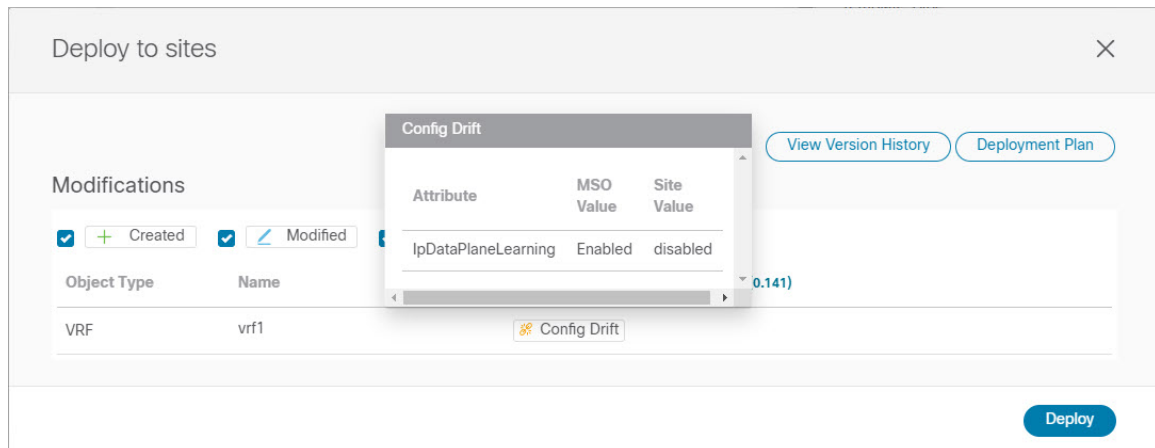 Deploy to sites
Config Drift
View Version History
Deployment Plan
Attribute
MSO
Value
Site
Value
IpDataPlaneLearning Enabled disabled
Modifications
Created
Modified
Object Type Name 0.141)
VRF vrf1 Config Drift
Deploy